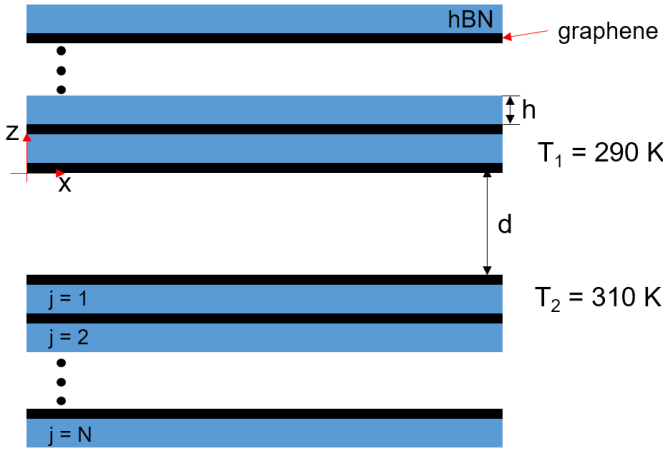 hBN
graphene
h
z
T₁ = 290 K
x
d
j = 1
T₂ = 310 K
j = 2
j = N